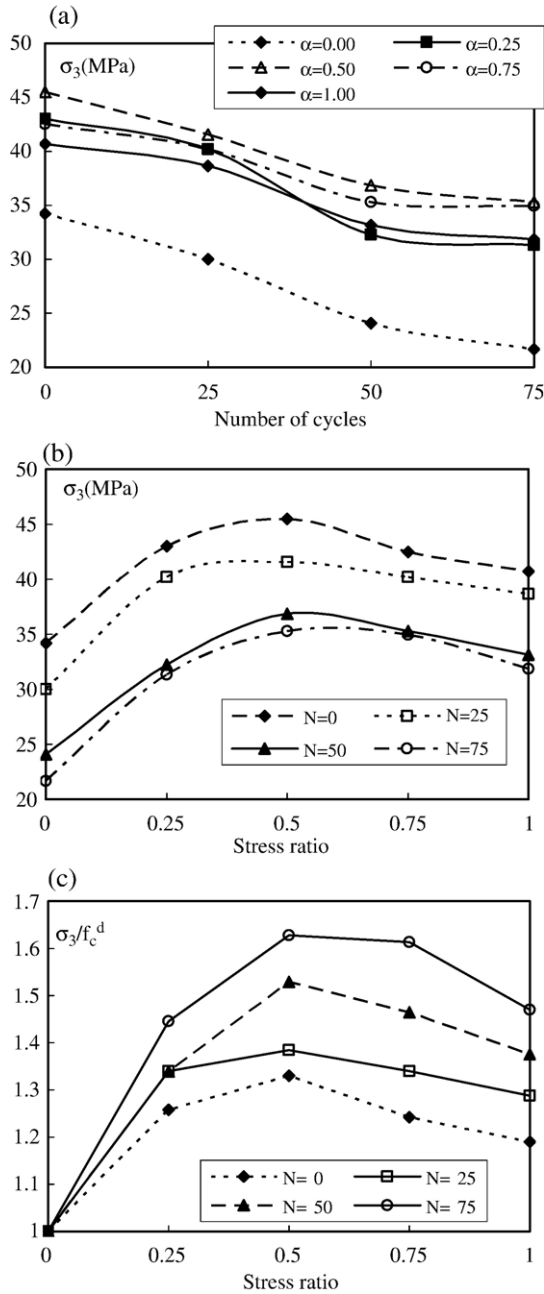 (a)
σ3(MPa)
α=0.00 α=0.25
α=0.50 α=0.75
α=1.00
50
45
40
35
30
25
20
0 25 50 75
Number of cycles
(b)
σ3(MPa)
50
45
40
35
30
25
20
N=0 N=25
N=50 N=75
0 0.25 0.5 0.75 1
Stress ratio
(c)
σ3/fc^d
1.7
1.6
1.5
1.4
1.3
1.2
1.1
1
N= 0 N= 25
N= 50 N= 75
0 0.25 0.5 0.75 1
Stress ratio